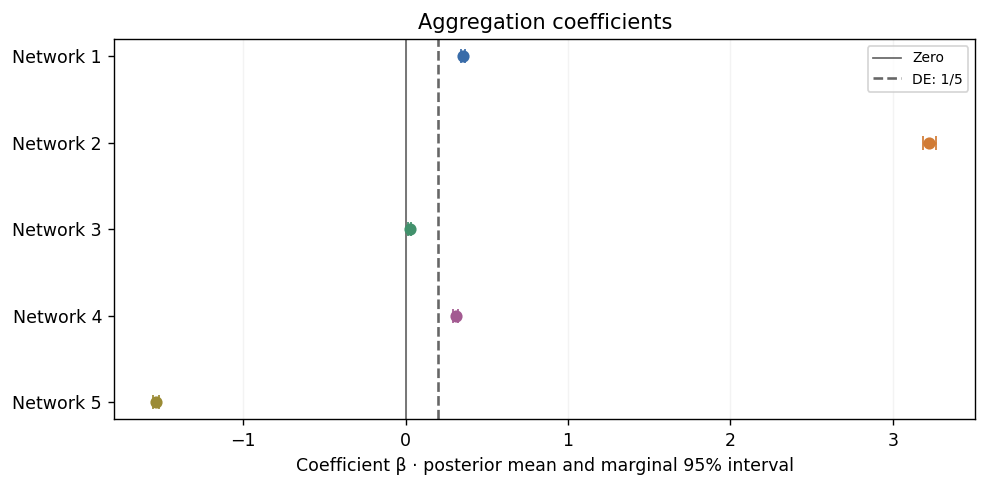 Aggregation coefficients
Network 1
Network 2
Network 3
Network 4
Network 5
Zero
DE: 1/5
−1
0
1
2
3
Coefficient β · posterior mean and marginal 95% interval